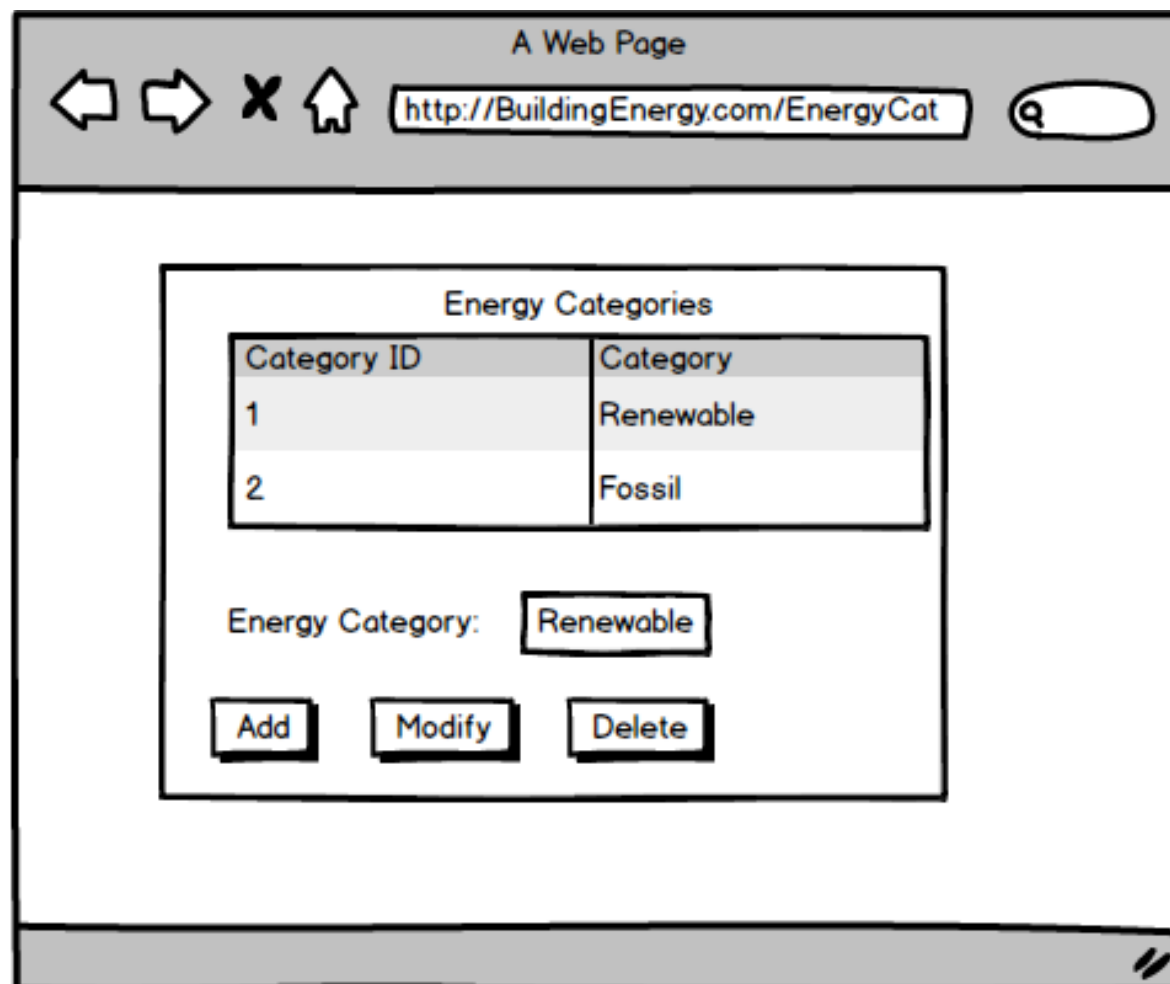 A Web Page
http://BuildingEnergy.com/EnergyCat
Energy Categories
Category ID Category
1 Renewable
2 Fossil
Energy Category: Renewable
Add Modify Delete